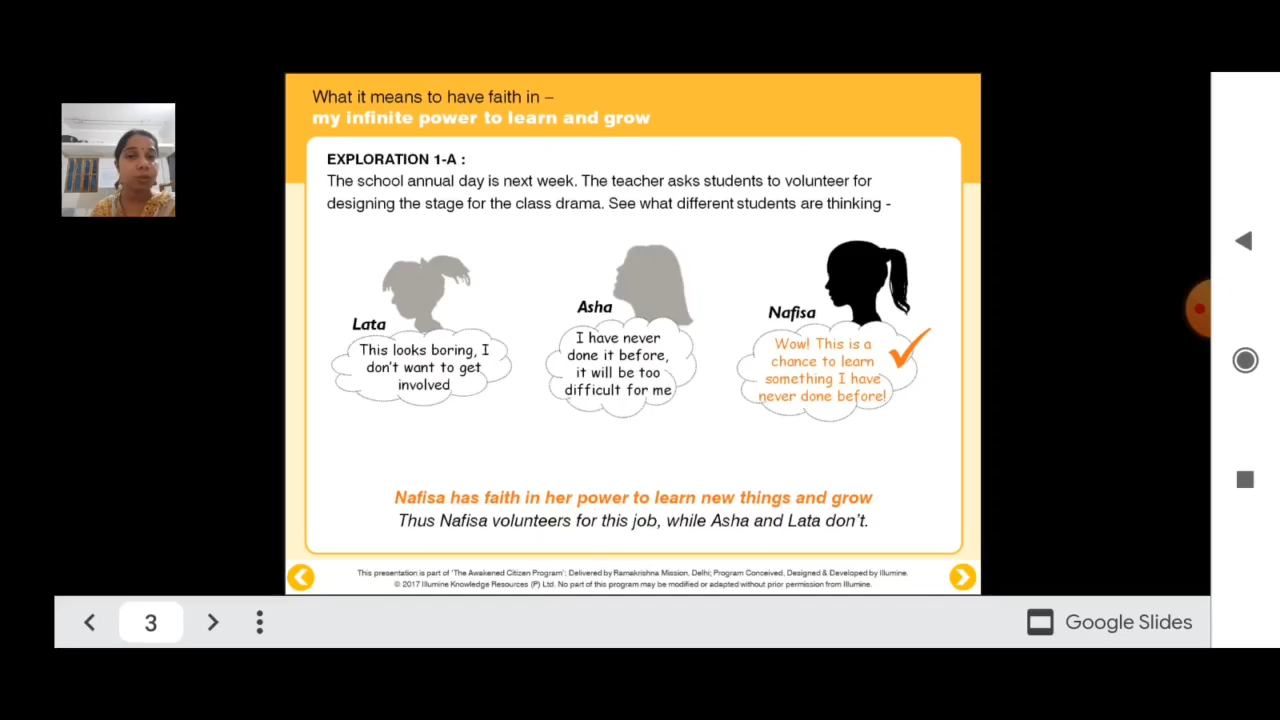 What it means to have faith in –
my infinite power to learn and grow
EXPLORATION 1-A :
The school annual day is next week. The teacher asks students to volunteer for
designing the stage for the class drama. See what different students are thinking -
Lata
This looks boring, I
don't want to get
involved
Asha
I have never
done it before,
it will be too
difficult for me
Nafisa
Wow! This is a
chance to learn
something I have
never done before!
Nafisa has faith in her power to learn new things and grow
Thus Nafisa volunteers for this job, while Asha and Lata don't.
This presentation is part of 'The Awakened Citizen Program': Delivered by Ramakrishna Mission, Delhi; Program Conceived, Designed & Developed by Illumine.
© 2017 Illumine Knowledge Resources (P) Ltd. No part of this program may be modified or adapted without prior permission from Illumine.
3
Google Slides